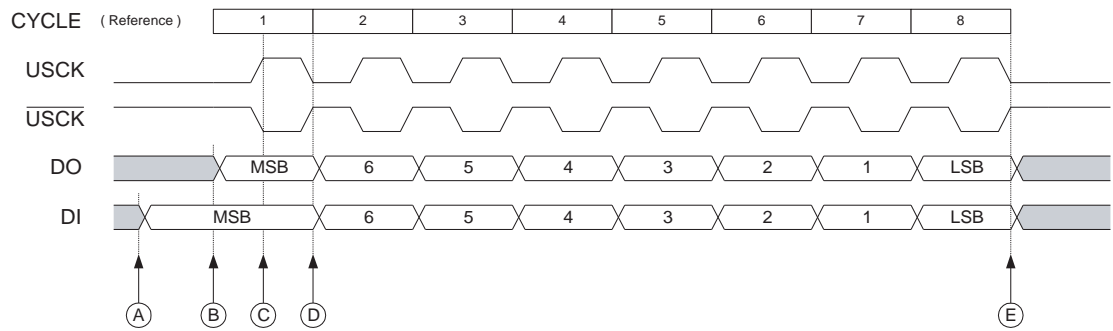 CYCLE ( Reference ) 1 2 3 4 5 6 7 8
USCK
USCK
DO MSB 6 5 4 3 2 1 LSB
DI MSB 6 5 4 3 2 1 LSB
A B C D E